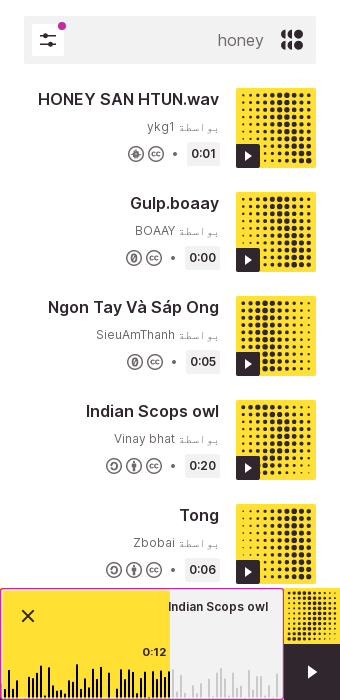 honey
HONEY SAN HTUN.wav
بواسطة ykg1
0:01
Gulp.boaay
بواسطة BOAAY
0:00
Ngon Tay Và Sáp Ong
بواسطة SieuAmThanh
0:05
Indian Scops owl
بواسطة Vinay bhat
0:20
Tong
بواسطة Zbobai
0:06
Indian Scops owl
0:12